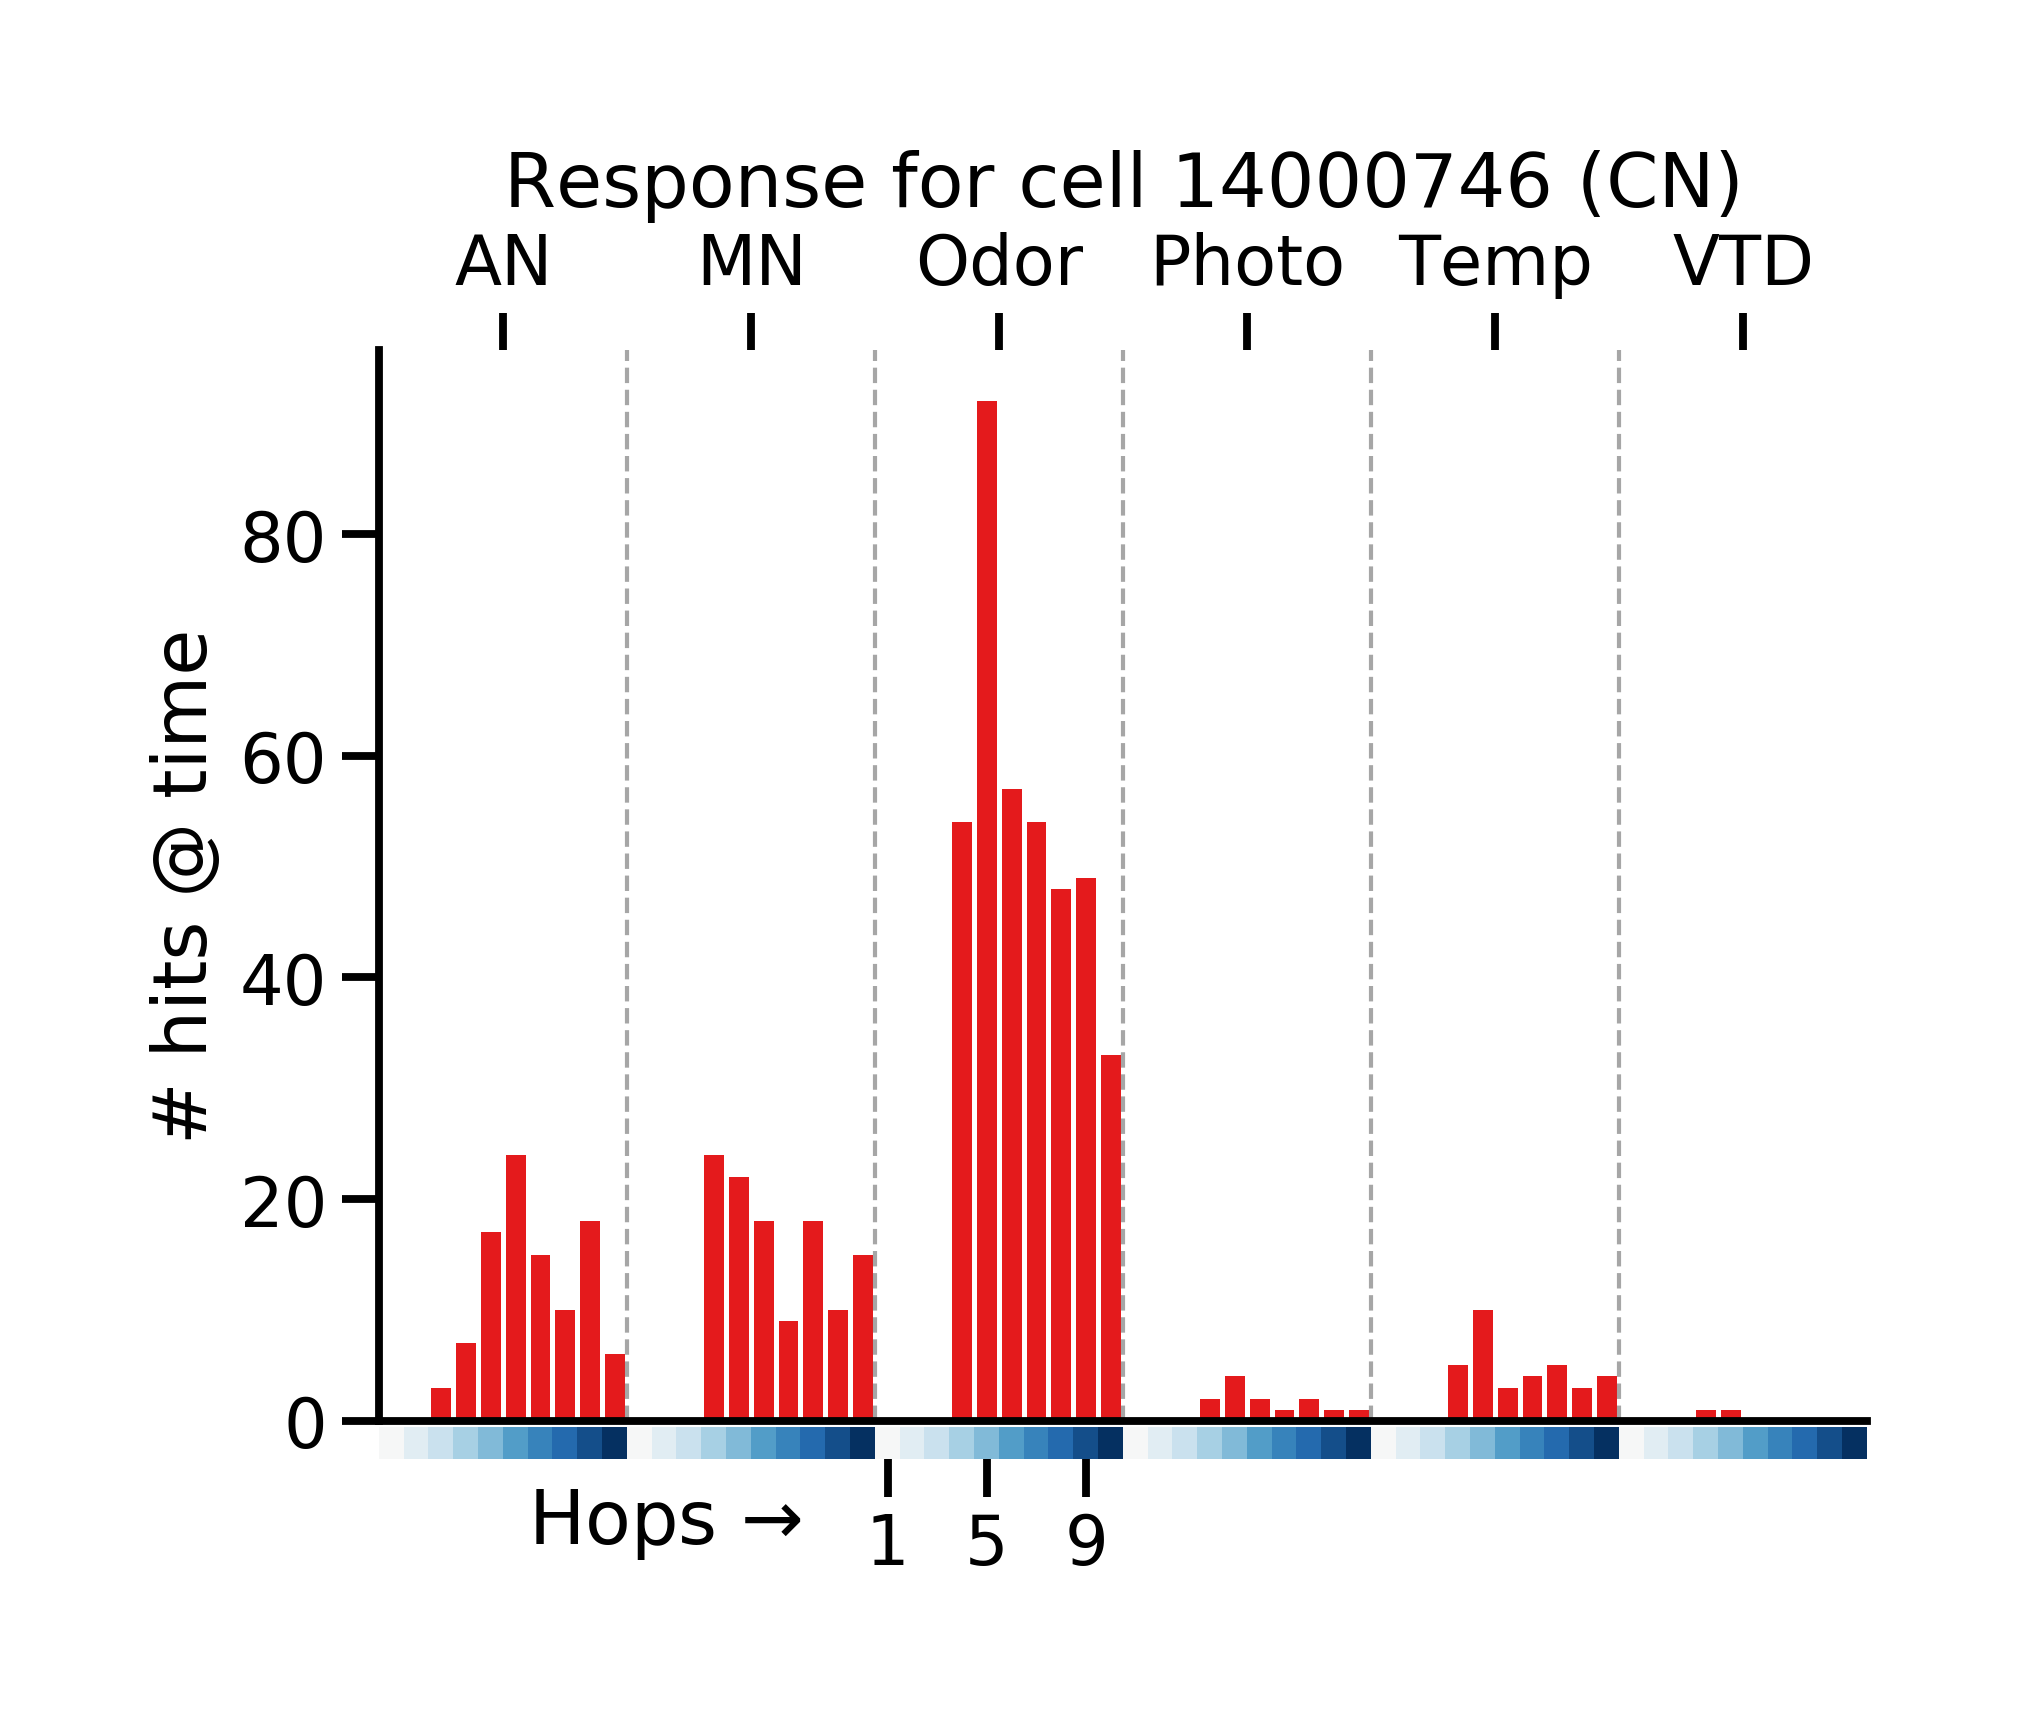 Response for cell 14000746 (CN)
AN MN Odor Photo Temp VTD
# hits @ time
80
60
40
20
0
Hops →
1 5 9